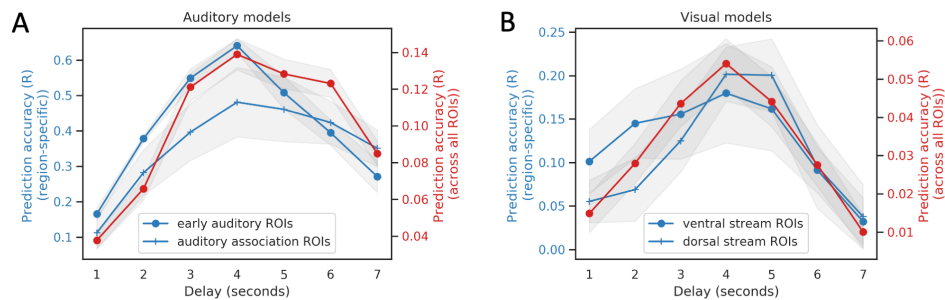 A
Auditory models
Prediction accuracy (R)
(region-specific)
0.6
0.5
0.4
0.3
0.2
0.1
early auditory ROIs
auditory association ROIs
1 2 3 4 5 6 7
Delay (seconds)
0.14
0.12
0.10
0.08
0.06
0.04
Prediction accuracy (R)
(across all ROIs))
B
Visual models
Prediction accuracy (R)
(region-specific)
0.25
0.20
0.15
0.10
0.05
0.00
ventral stream ROIs
dorsal stream ROIs
1 2 3 4 5 6 7
Delay (seconds)
0.06
0.05
0.04
0.03
0.02
0.01
Prediction accuracy (R)
(across all ROIs))